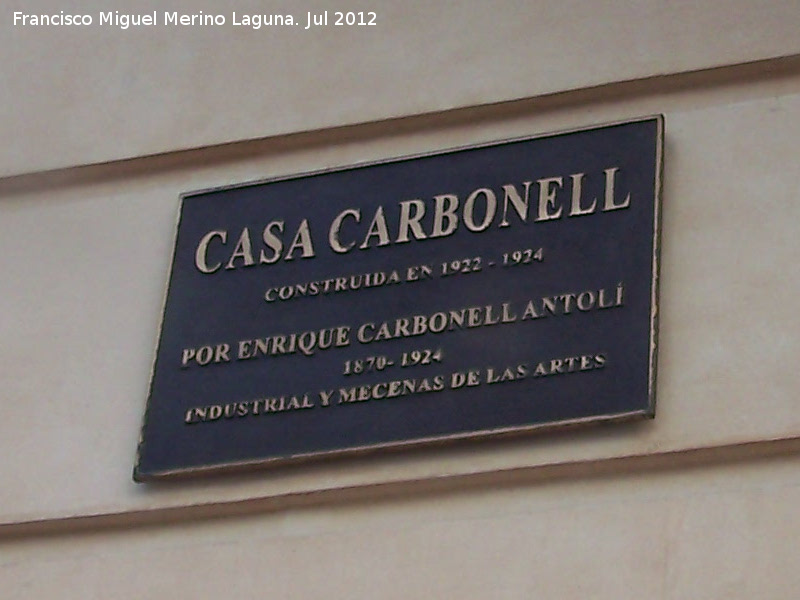 Francisco Miguel Merino Laguna. Jul 2012
CASA CARBONELL
CONSTRUIDA EN 1922 - 1924
POR ENRIQUE CARBONELL ANTOLÍ
1870- 1924
INDUSTRIAL Y MECENAS DE LAS ARTES